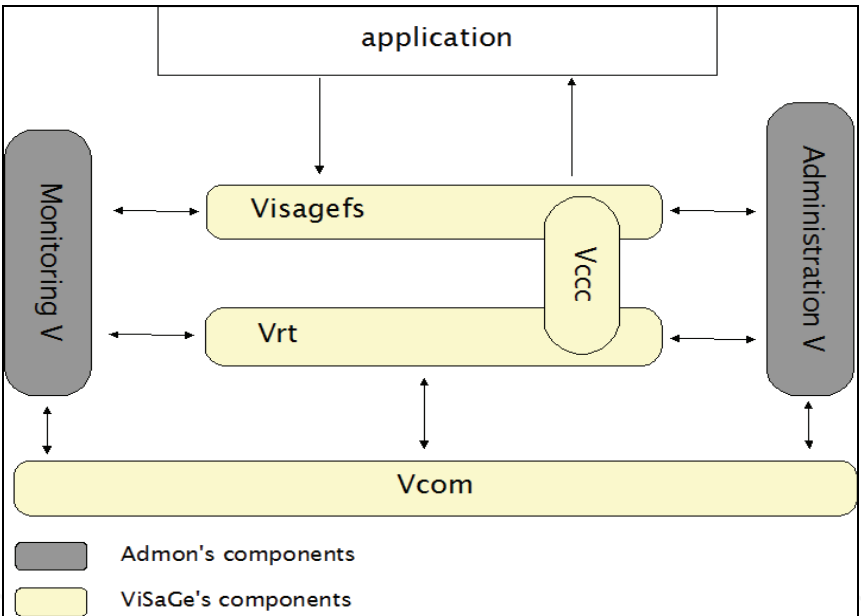 application
Monitoring V
Administration V
Visagefs
Vccc
Vrt
Vcom
Admon's components
ViSaGe's components